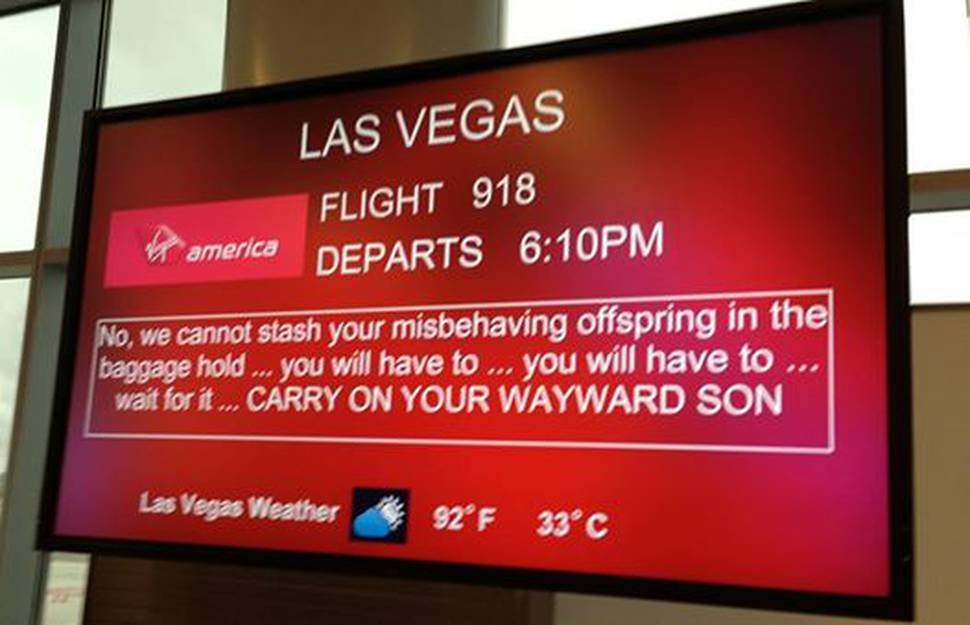 LAS VEGAS
america
FLIGHT 918
DEPARTS 6:10PM
No, we cannot stash your misbehaving offspring in the
baggage hold ... you will have to ... you will have to ...
wait for it ... CARRY ON YOUR WAYWARD SON
Las Vegas Weather 92°F 33°C